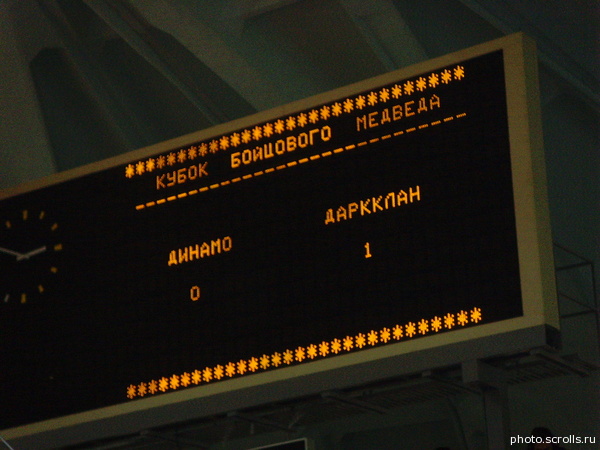 **********************************
КУБОК БОЙЦОВОГО МЕДВЕДА
--------------------------------
ДИНАМО ДАРККЛАН
0 1
**********************************
photo.scrolls.ru